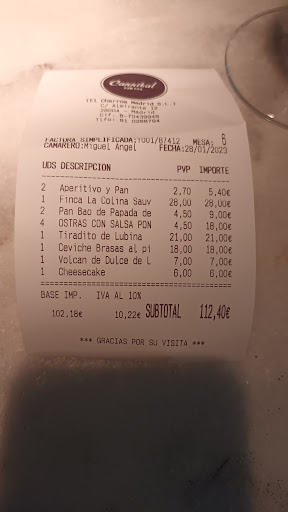 Cannibal
RAW BAR
(El Charrúa Madrid S.L.)
C/ Almirante 12
28004 - Madrid
FACTURA SIMPLIFICADA:T001/87412 MESA: 6
CAMARERO:Miguel Angel FECHA:28/01/2023
UDS DESCRIPCION PVP IMPORTE
2 Aperitivo y Pan 2,70 5,40€
1 Finca La Colina Sauv 28,00 28,00€
2 Pan Bao de Papada de 4,50 9,00€
4 OSTRAS CON SALSA PON 4,50 18,00€
1 Tiradito de Lubina 21,00 21,00€
1 Ceviche Brasas al pi 18,00 18,00€
1 Volcan de Dulce de L 7,00 7,00€
1 Cheesecake 6,00 6,00€
BASE IMP. IVA AL 10%
102,18€ 10,22€ SUBTOTAL 112,40€
*** GRACIAS POR SU VISITA ***